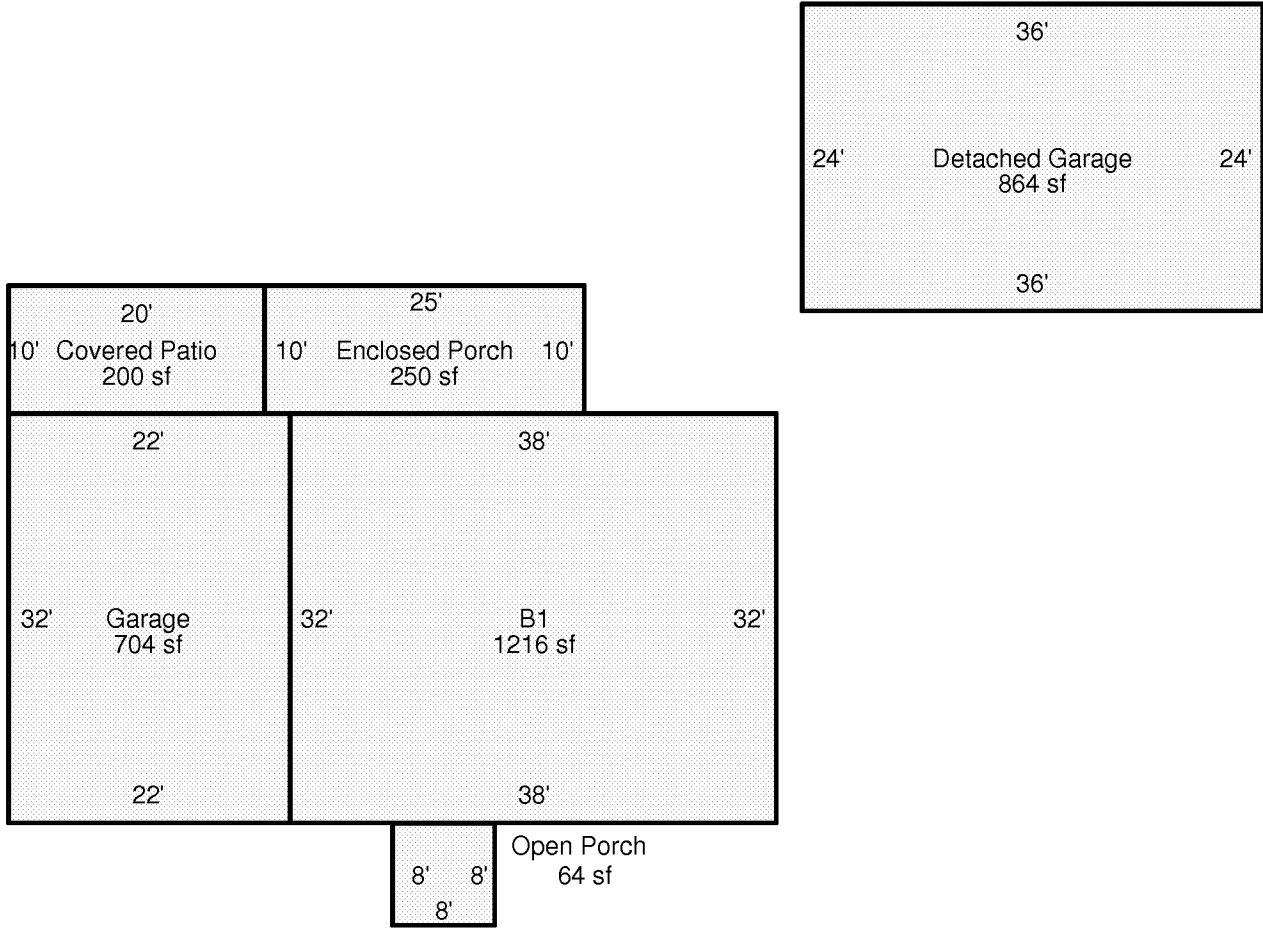 36'
24' Detached Garage 24'
864 sf
36'
20' 25'
10' Covered Patio 10' Enclosed Porch 10'
200 sf 250 sf
22' 38'
32' Garage 32' B1 32'
704 sf 1216 sf
22' 38'
Open Porch
8' 8' 64 sf
8'